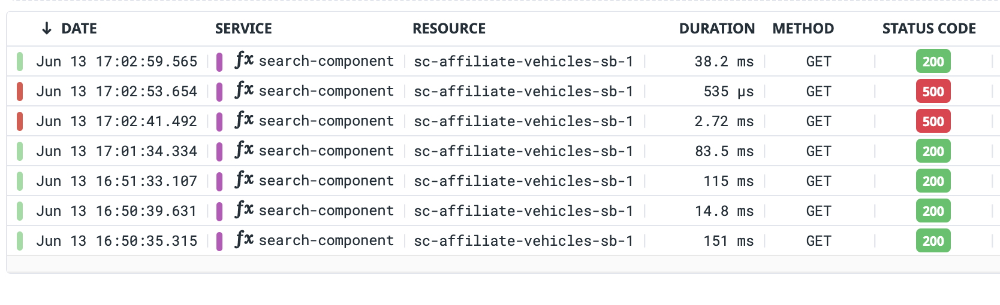 ↓ DATE SERVICE RESOURCE DURATION METHOD STATUS CODE
Jun 13 17:02:59.565 fx search-component sc-affiliate-vehicles-sb-1 38.2 ms GET 200
Jun 13 17:02:53.654 fx search-component sc-affiliate-vehicles-sb-1 535 µs GET 500
Jun 13 17:02:41.492 fx search-component sc-affiliate-vehicles-sb-1 2.72 ms GET 500
Jun 13 17:01:34.334 fx search-component sc-affiliate-vehicles-sb-1 83.5 ms GET 200
Jun 13 16:51:33.107 fx search-component sc-affiliate-vehicles-sb-1 115 ms GET 200
Jun 13 16:50:39.631 fx search-component sc-affiliate-vehicles-sb-1 14.8 ms GET 200
Jun 13 16:50:35.315 fx search-component sc-affiliate-vehicles-sb-1 151 ms GET 200